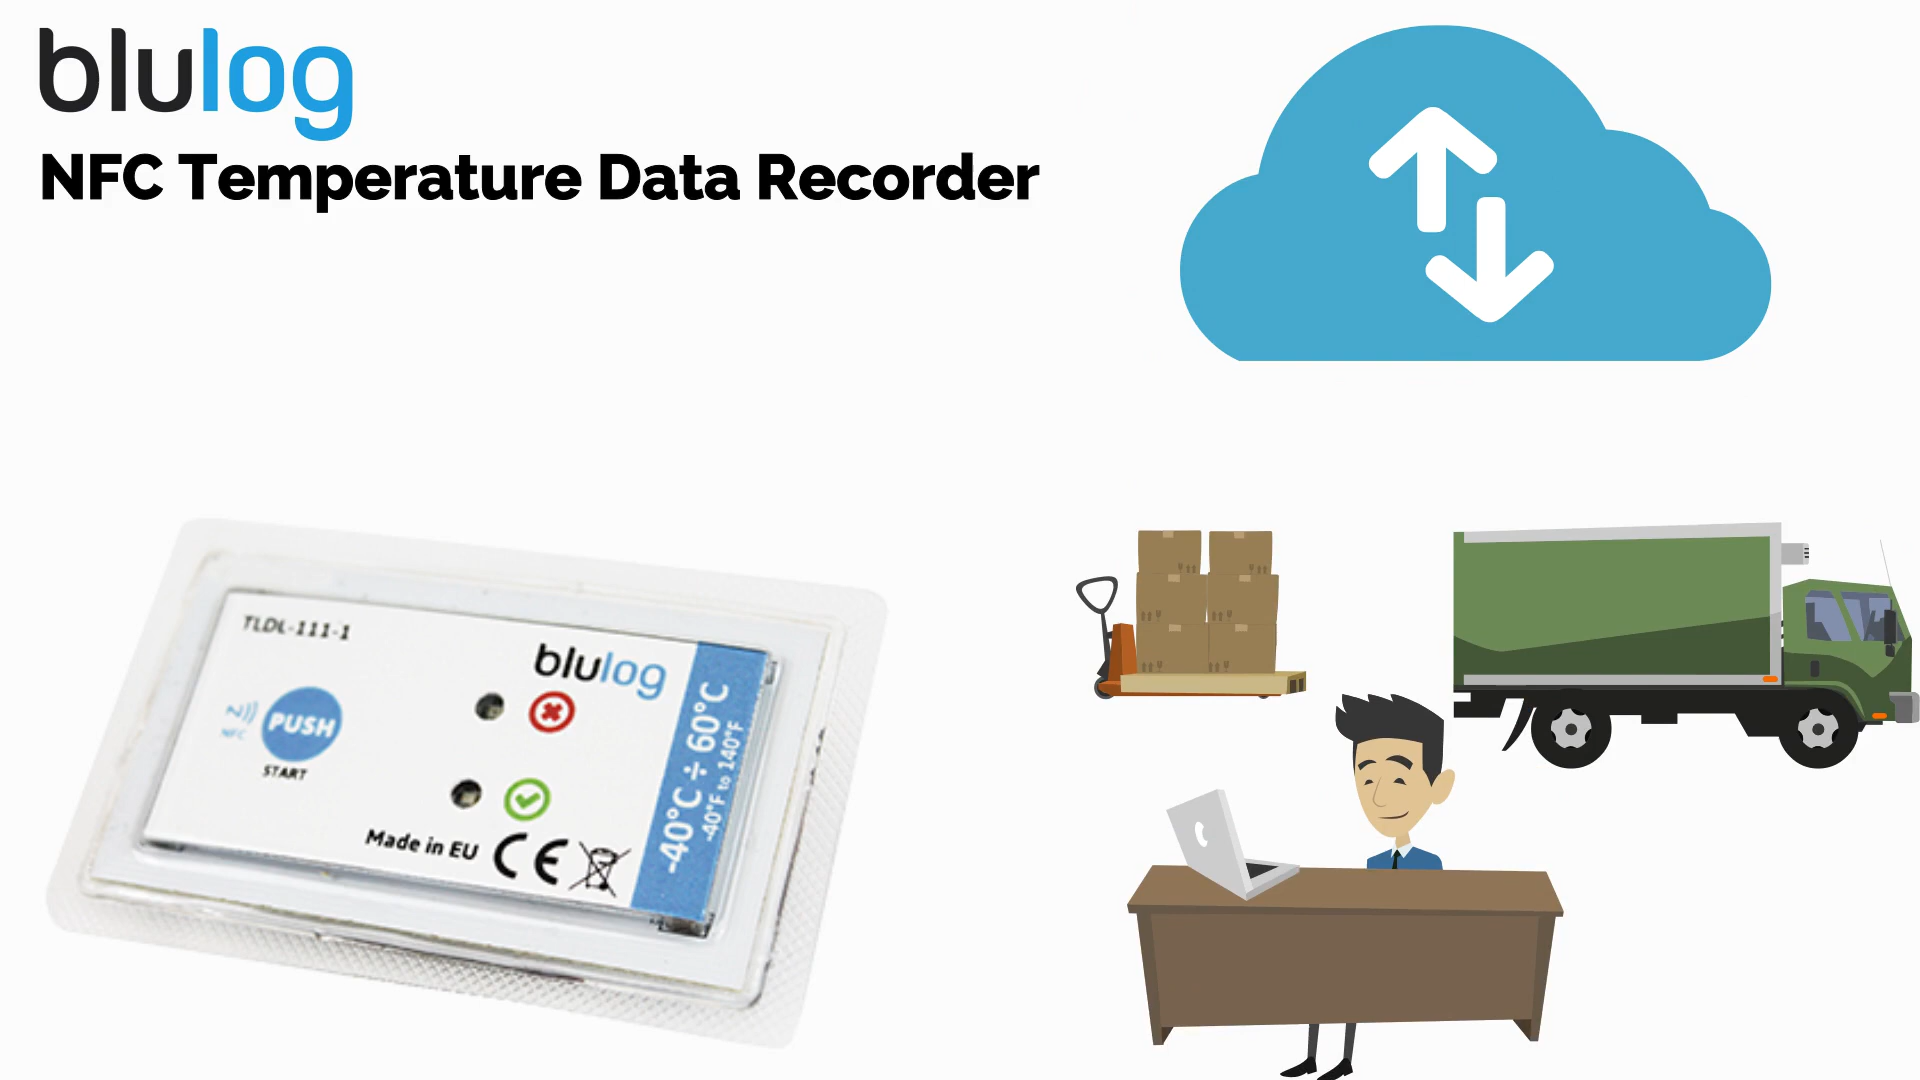 blulog
NFC Temperature Data Recorder
TLDL-111-1
blulog
PUSH
NFC
START
Made in EU CE
-40°C ÷ 60°C
-40°F to 140°F